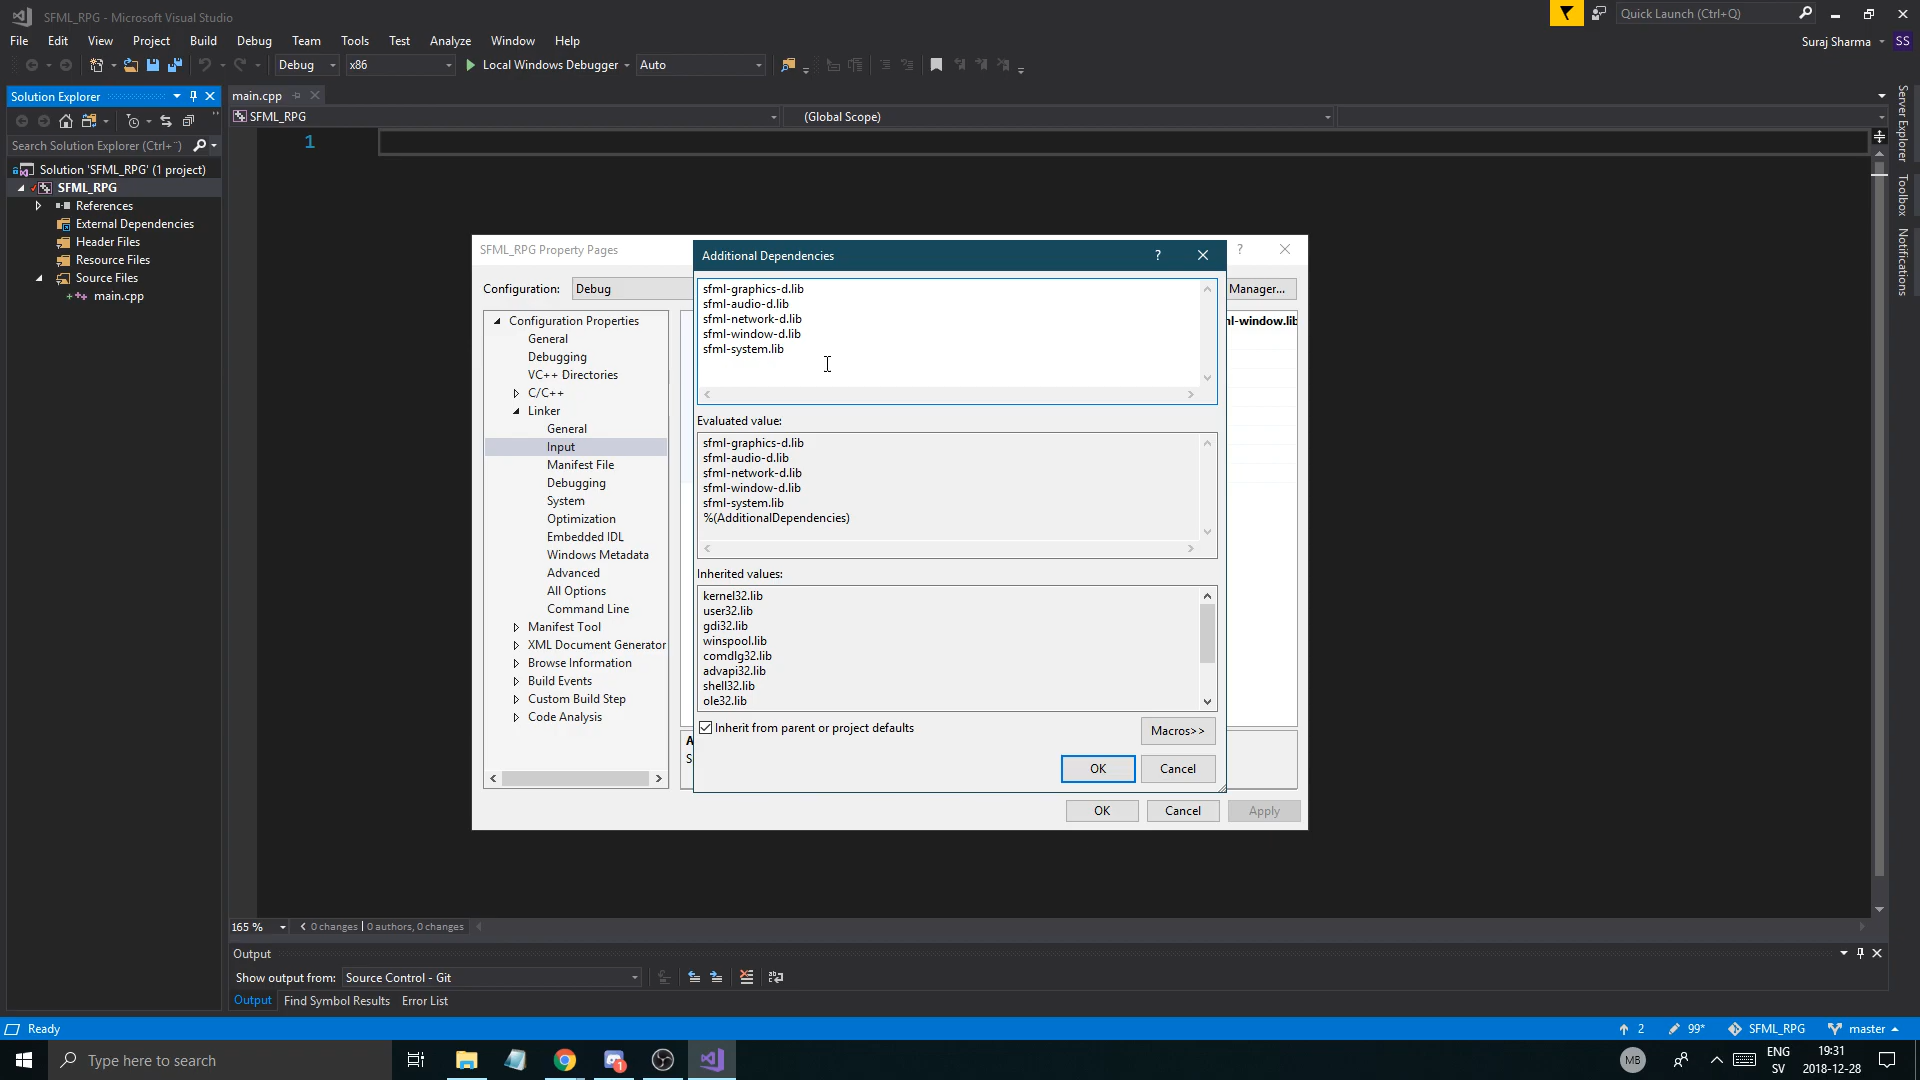 SFML_RPG - Microsoft Visual Studio
Quick Launch (Ctrl+Q)
File Edit View Project Build Debug Team Tools Test Analyze Window Help
Suraj Sharma SS
Debug x86 Local Windows Debugger Auto
Solution Explorer
main.cpp
SFML_RPG
(Global Scope)
Search Solution Explorer (Ctrl+¨)
1
Solution 'SFML_RPG' (1 project)
SFML_RPG
References
External Dependencies
Header Files
Resource Files
Source Files
main.cpp
Server Explorer
Toolbox
Notifications
SFML_RPG Property Pages
Configuration: Debug
Manager...
Configuration Properties
General
Debugging
VC++ Directories
C/C++
Linker
General
Input
Manifest File
Debugging
System
Optimization
Embedded IDL
Windows Metadata
Advanced
All Options
Command Line
Manifest Tool
XML Document Generator
Browse Information
Build Events
Custom Build Step
Code Analysis
Additional Dependencies
sfml-graphics-d.lib
sfml-audio-d.lib
sfml-network-d.lib
sfml-window-d.lib
sfml-system.lib
Evaluated value:
sfml-graphics-d.lib
sfml-audio-d.lib
sfml-network-d.lib
sfml-window-d.lib
sfml-system.lib
%(AdditionalDependencies)
Inherited values:
kernel32.lib
user32.lib
gdi32.lib
winspool.lib
comdlg32.lib
advapi32.lib
shell32.lib
ole32.lib
Inherit from parent or project defaults
Macros>>
OK Cancel
OK Cancel Apply
165 % 0 changes | 0 authors, 0 changes
Output
Show output from: Source Control - Git
Output Find Symbol Results Error List
Ready
2 99* SFML_RPG master
Type here to search
1
MB
ENG
SV
19:31
2018-12-28